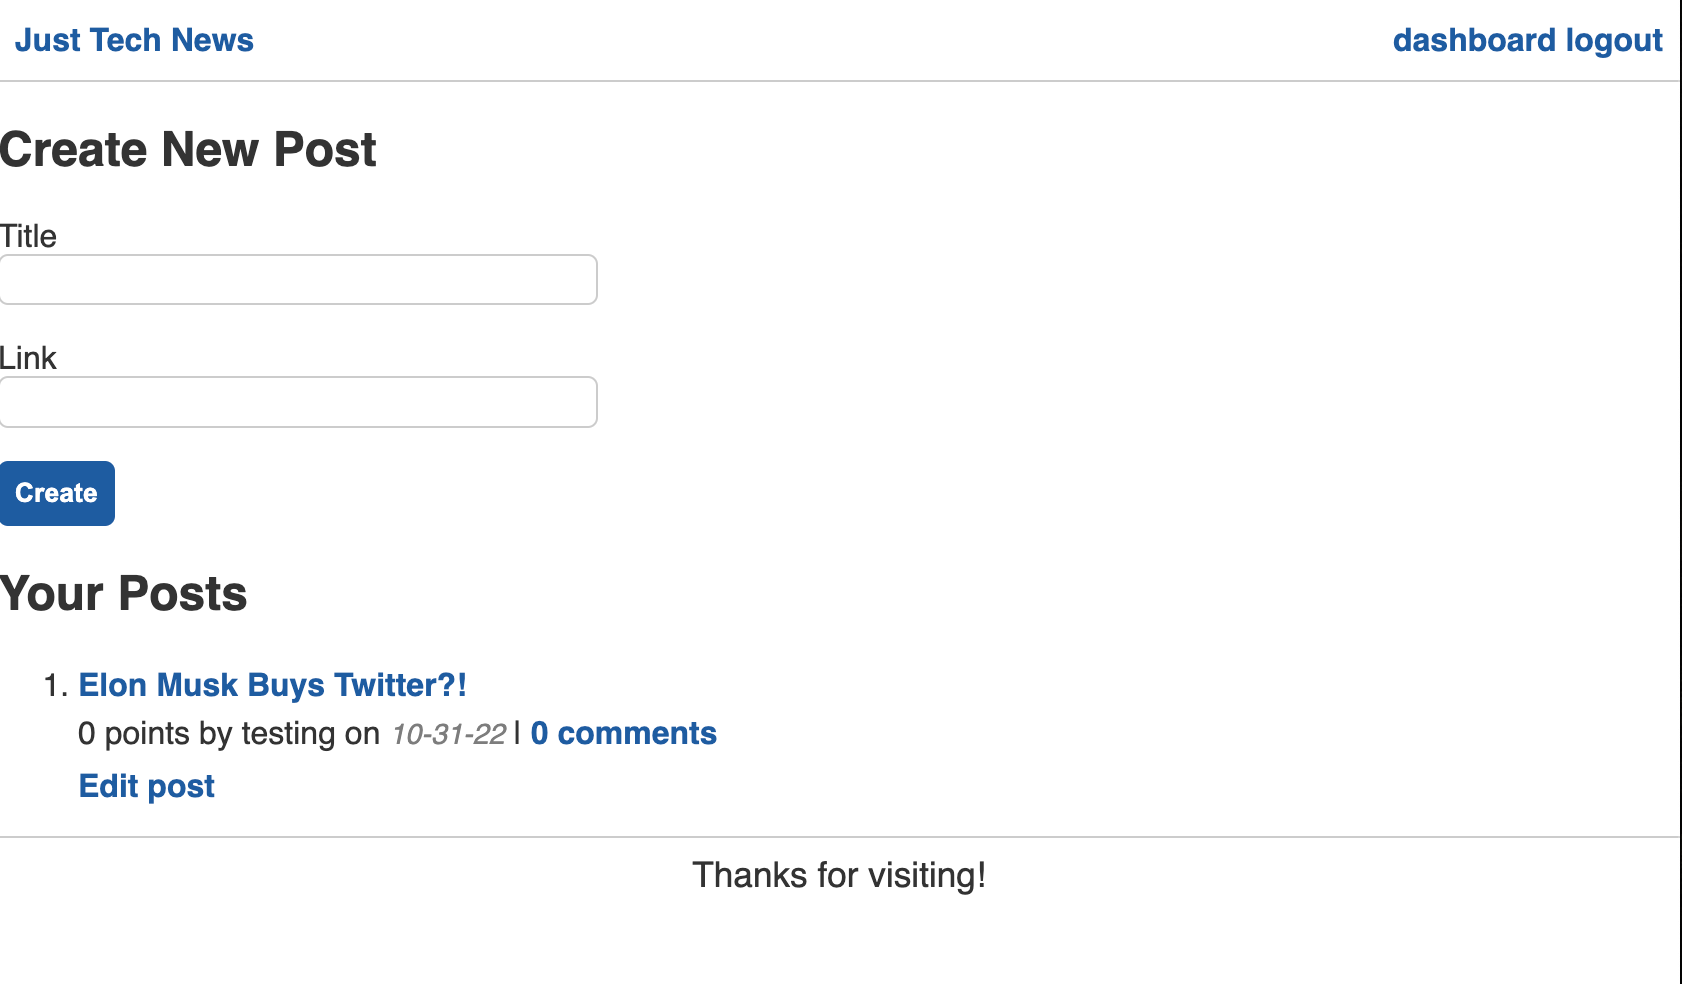 Just Tech News dashboard logout
Create New Post
Title
Link
Create
Your Posts
1. Elon Musk Buys Twitter?!
0 points by testing on 10-31-22 | 0 comments
Edit post
Thanks for visiting!